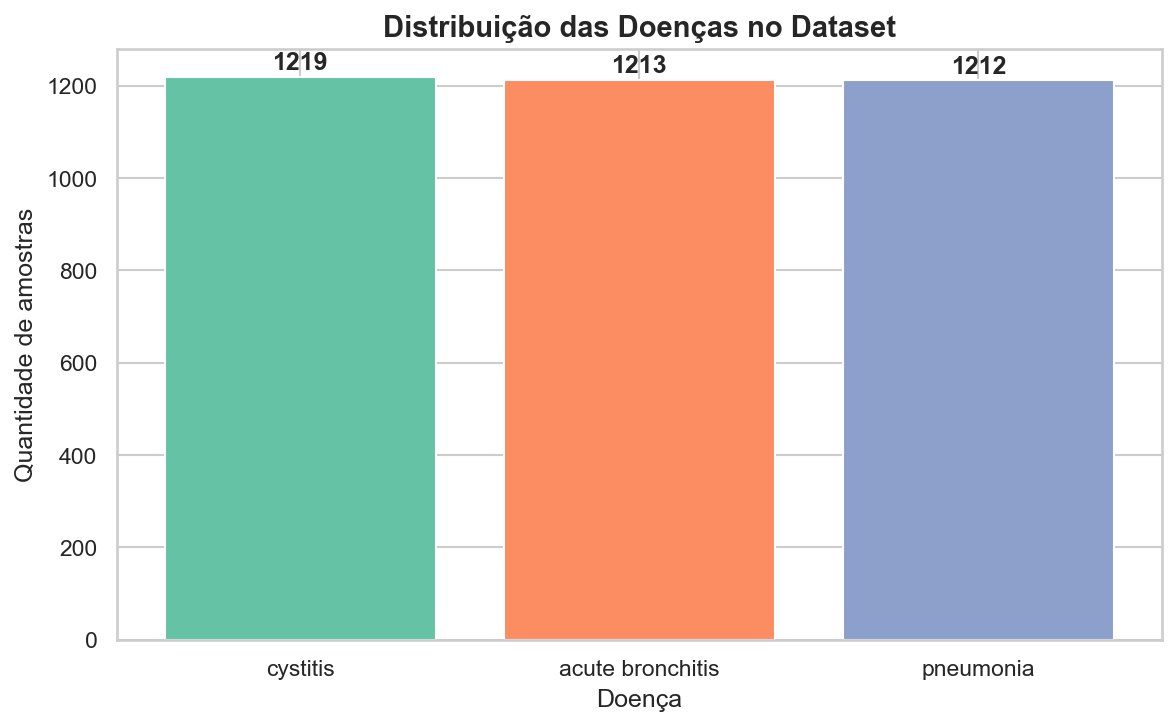 Distribuição das Doenças no Dataset
1219
1213
1212
1200
1000
800
600
400
200
0
Quantidade de amostras
cystitis
acute bronchitis
pneumonia
Doença